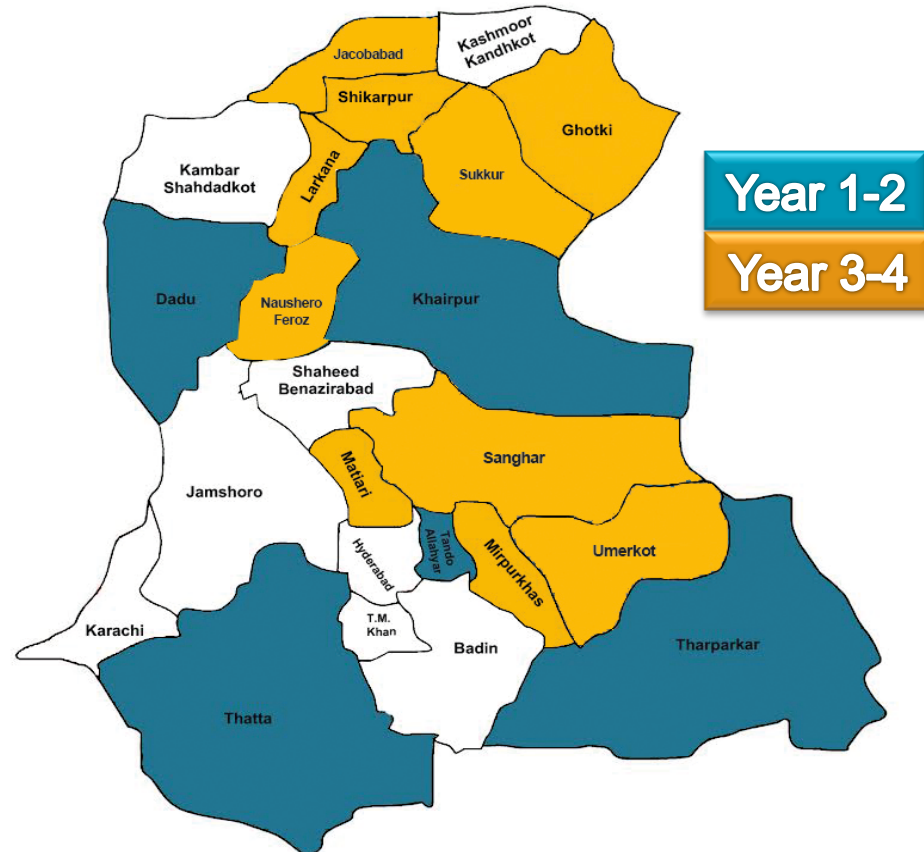 Kashmoor
Kandhkot
Jacobabad
Shikarpur
Ghotki
Larkana
Sukkur
Kambar
Shahdadkot
Year 1-2
Year 3-4
Dadu
Naushero
Feroz
Khairpur
Shaheed
Benazirabad
Sanghar
Matiari
Jamshoro
Hyderabad
Tando
Allahyar
Mirpurkhas
Umerkot
Karachi
T.M.
Khan
Badin
Tharparkar
Thatta